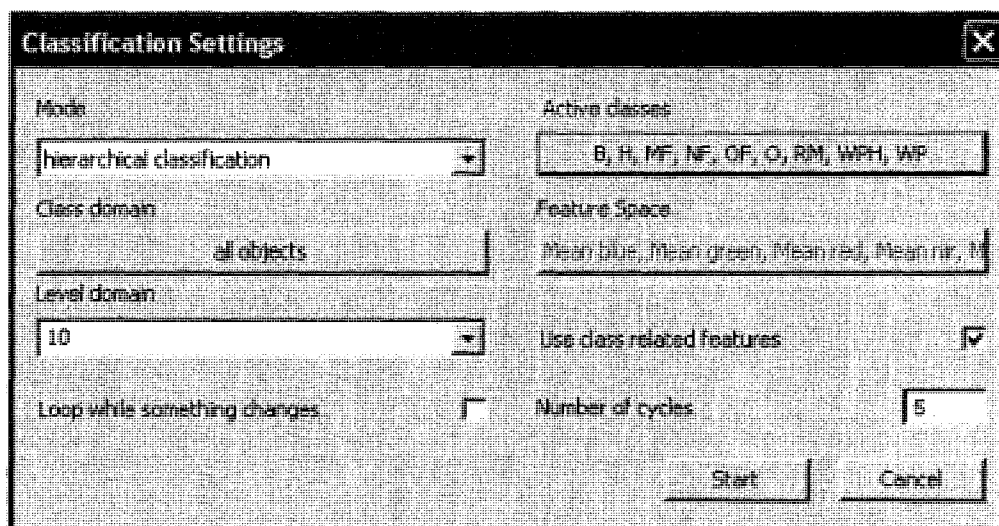 Classification Settings
Mode
Active classes
hierarchical classification
B, H, MF, NF, OF, O, RM, WPH, WP
Class domain
Feature Space
all objects
Mean blue, Mean green, Mean red, Mean nir, M
Level domain
10
Use class related features
Loop while something changes
Number of cycles
5
Start
Cancel